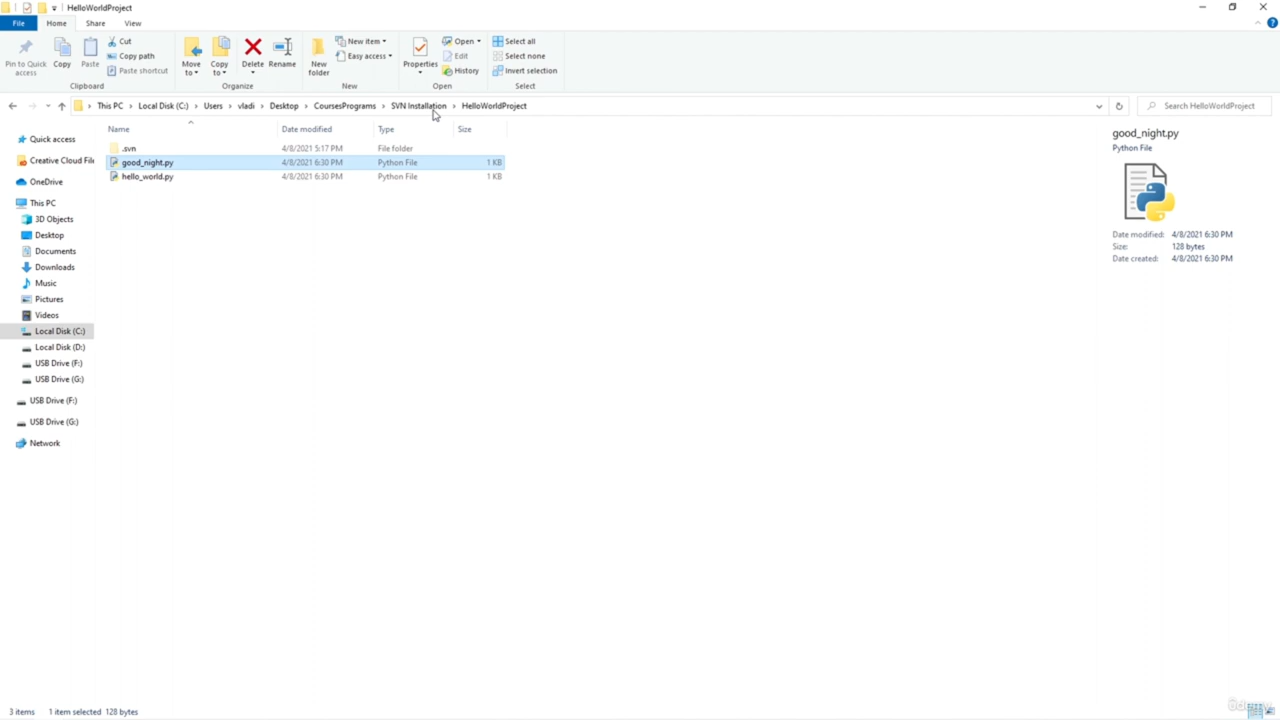 HelloWorldProject
File Home Share View
Pin to Quick access
Copy
Paste
Cut
Copy path
Paste shortcut
Clipboard
Move to
Copy to
Delete
Rename
Organize
New folder
New item
Easy access
New
Properties
Open
Edit
History
Open
Select all
Select none
Invert selection
Select
This PC Local Disk (C:) Users vladi Desktop CoursesPrograms SVN Installation HelloWorldProject
Search HelloWorldProject
Name Date modified Type Size
.svn 4/8/2021 5:17 PM File folder
good_night.py 4/8/2021 6:30 PM Python File 1 KB
hello_world.py 4/8/2021 6:30 PM Python File 1 KB
Quick access
Creative Cloud Fil
OneDrive
This PC
3D Objects
Desktop
Documents
Downloads
Music
Pictures
Videos
Local Disk (C:)
Local Disk (D:)
USB Drive (F:)
USB Drive (G:)
USB Drive (F:)
USB Drive (G:)
Network
good_night.py
Python File
Date modified: 4/8/2021 6:30 PM
Size: 128 bytes
Date created: 4/8/2021 6:30 PM
3 items 1 item selected 128 bytes